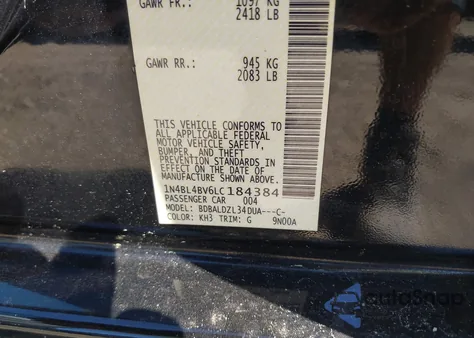 GAWR FR.: 1097 KG
2418 LB
GAWR RR.: 945 KG
2083 LB
THIS VEHICLE CONFORMS TO
ALL APPLICABLE FEDERAL
MOTOR VEHICLE SAFETY,
BUMPER, AND THEFT
PREVENTION STANDARDS IN
EFFECT ON THE DATE OF
MANUFACTURE SHOWN ABOVE.
1N4BL4BV6LC184384
PASSENGER CAR 004
MODEL: BDBALDZL34DUA---C-
COLOR: KH3 TRIM: G 9N00A
autoSnap